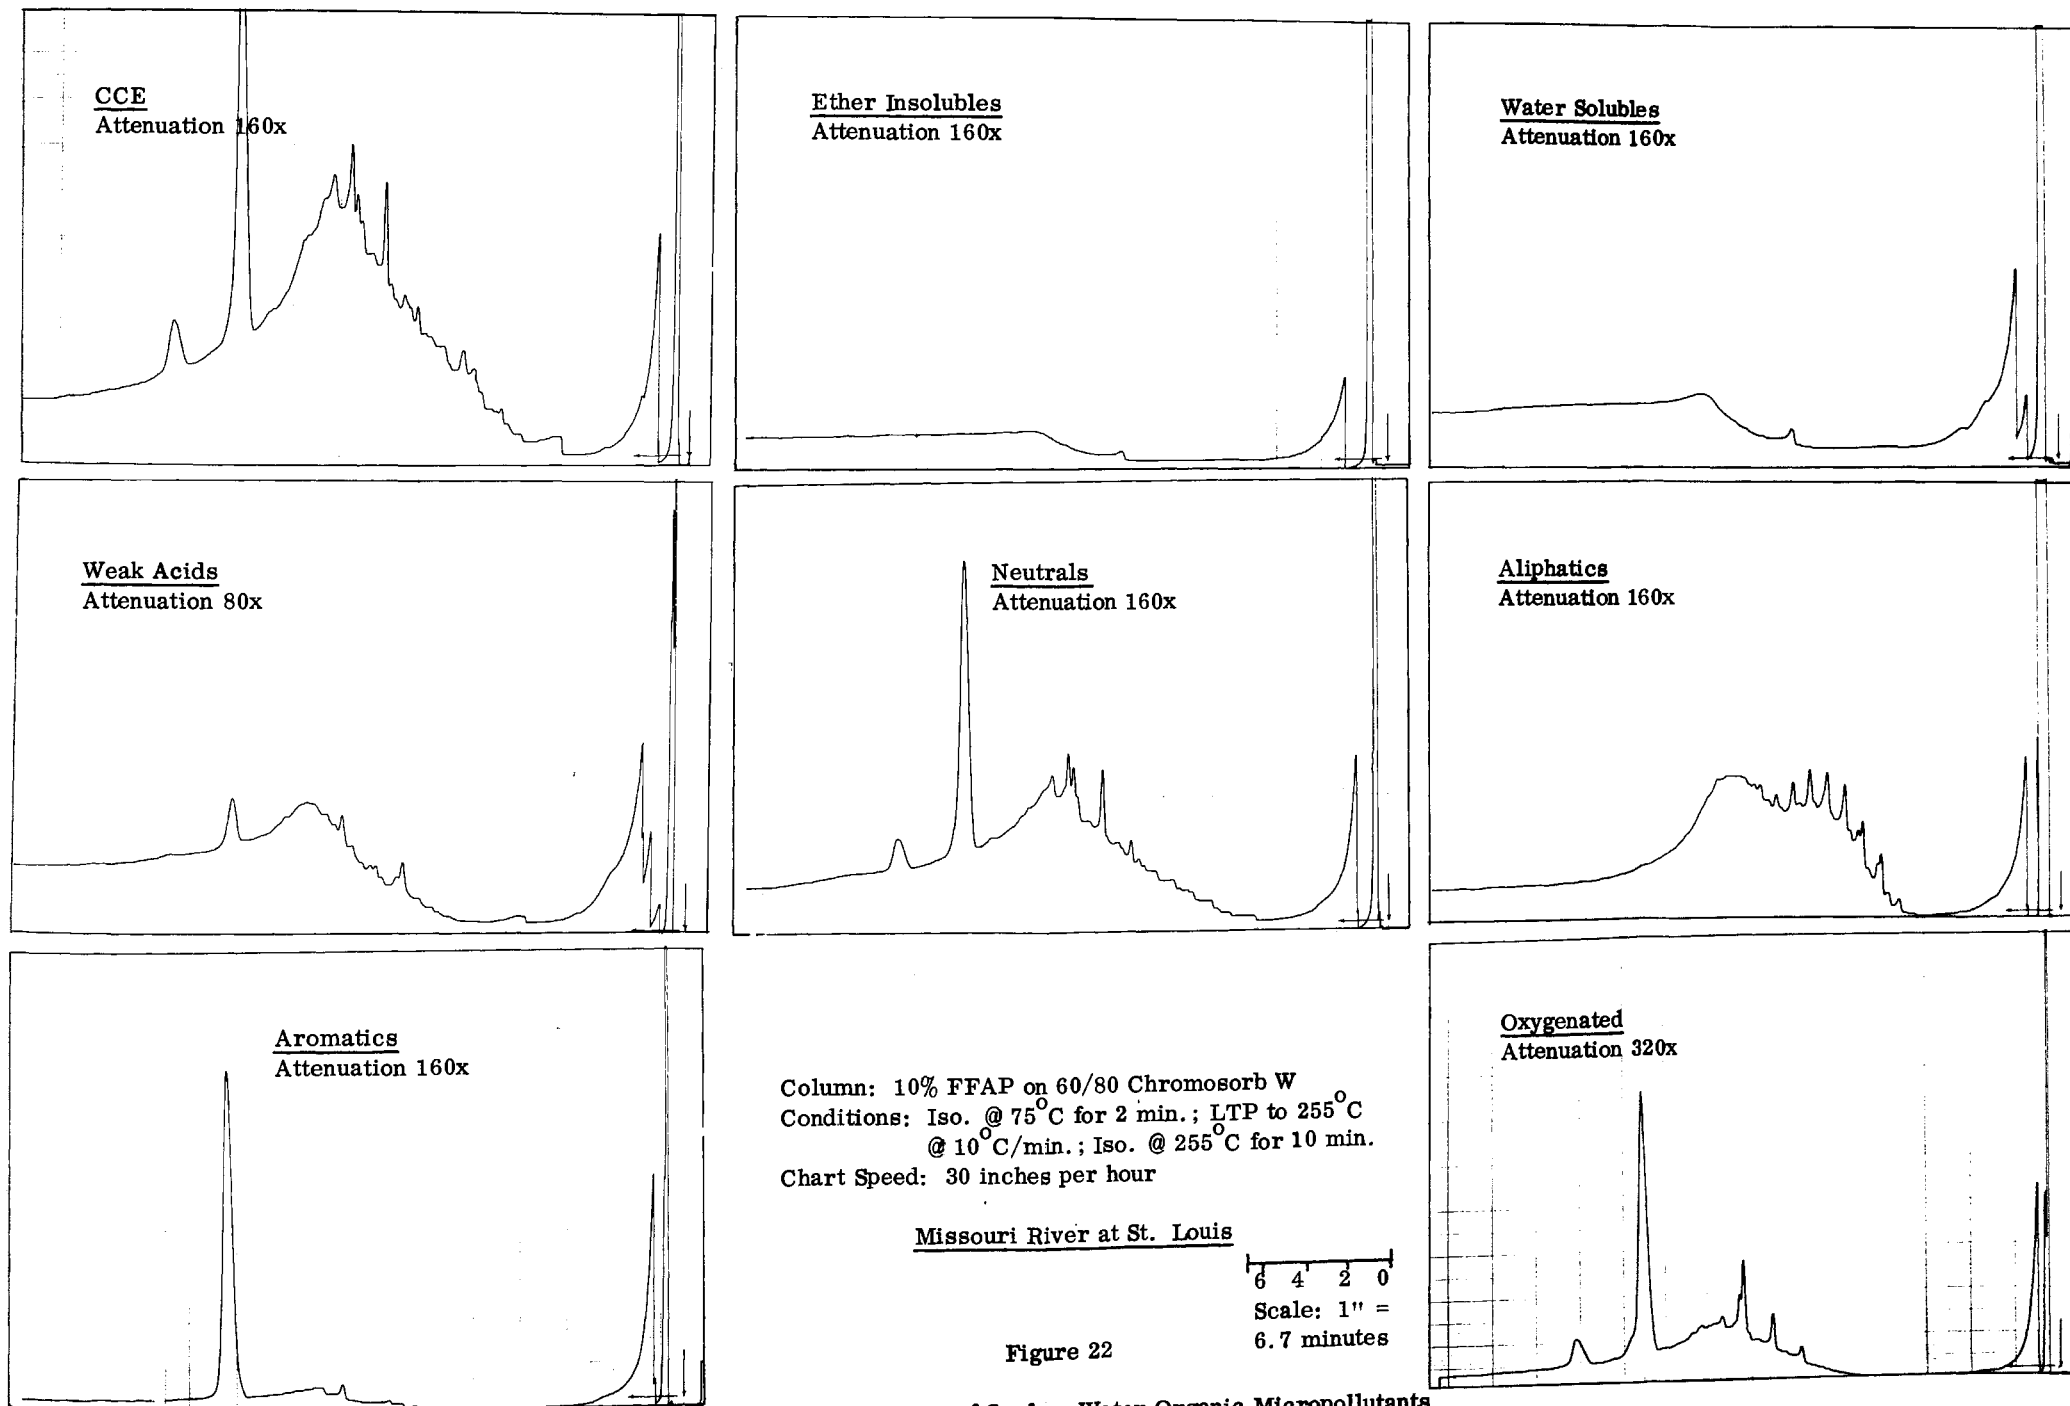 CCE
Attenuation 160x
Ether Insolubles
Attenuation 160x
Water Solubles
Attenuation 160x
Weak Acids
Attenuation 80x
Neutrals
Attenuation 160x
Aliphatics
Attenuation 160x
Aromatics
Attenuation 160x
Column: 10% FFAP on 60/80 Chromosorb W
Conditions: Iso. @ 75°C for 2 min.; LTP to 255°C
@ 10°C/min.; Iso. @ 255°C for 10 min.
Chart Speed: 30 inches per hour
Missouri River at St. Louis
6 4 2 0
Scale: 1" =
6.7 minutes
Figure 22
Oxygenated
Attenuation 320x
Water Organic Micropollutants